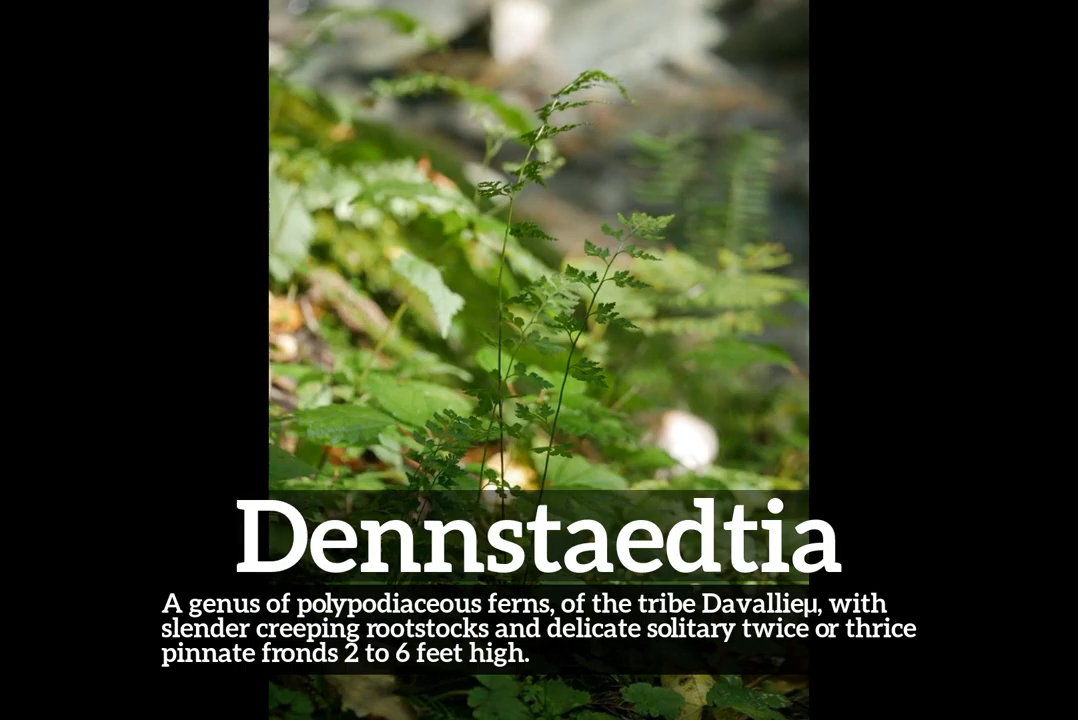 Dennstaedtia
A genus of polypodiaceous ferns, of the tribe Davallieµ, with
slender creeping rootstocks and delicate solitary twice or thrice
pinnate fronds 2 to 6 feet high.